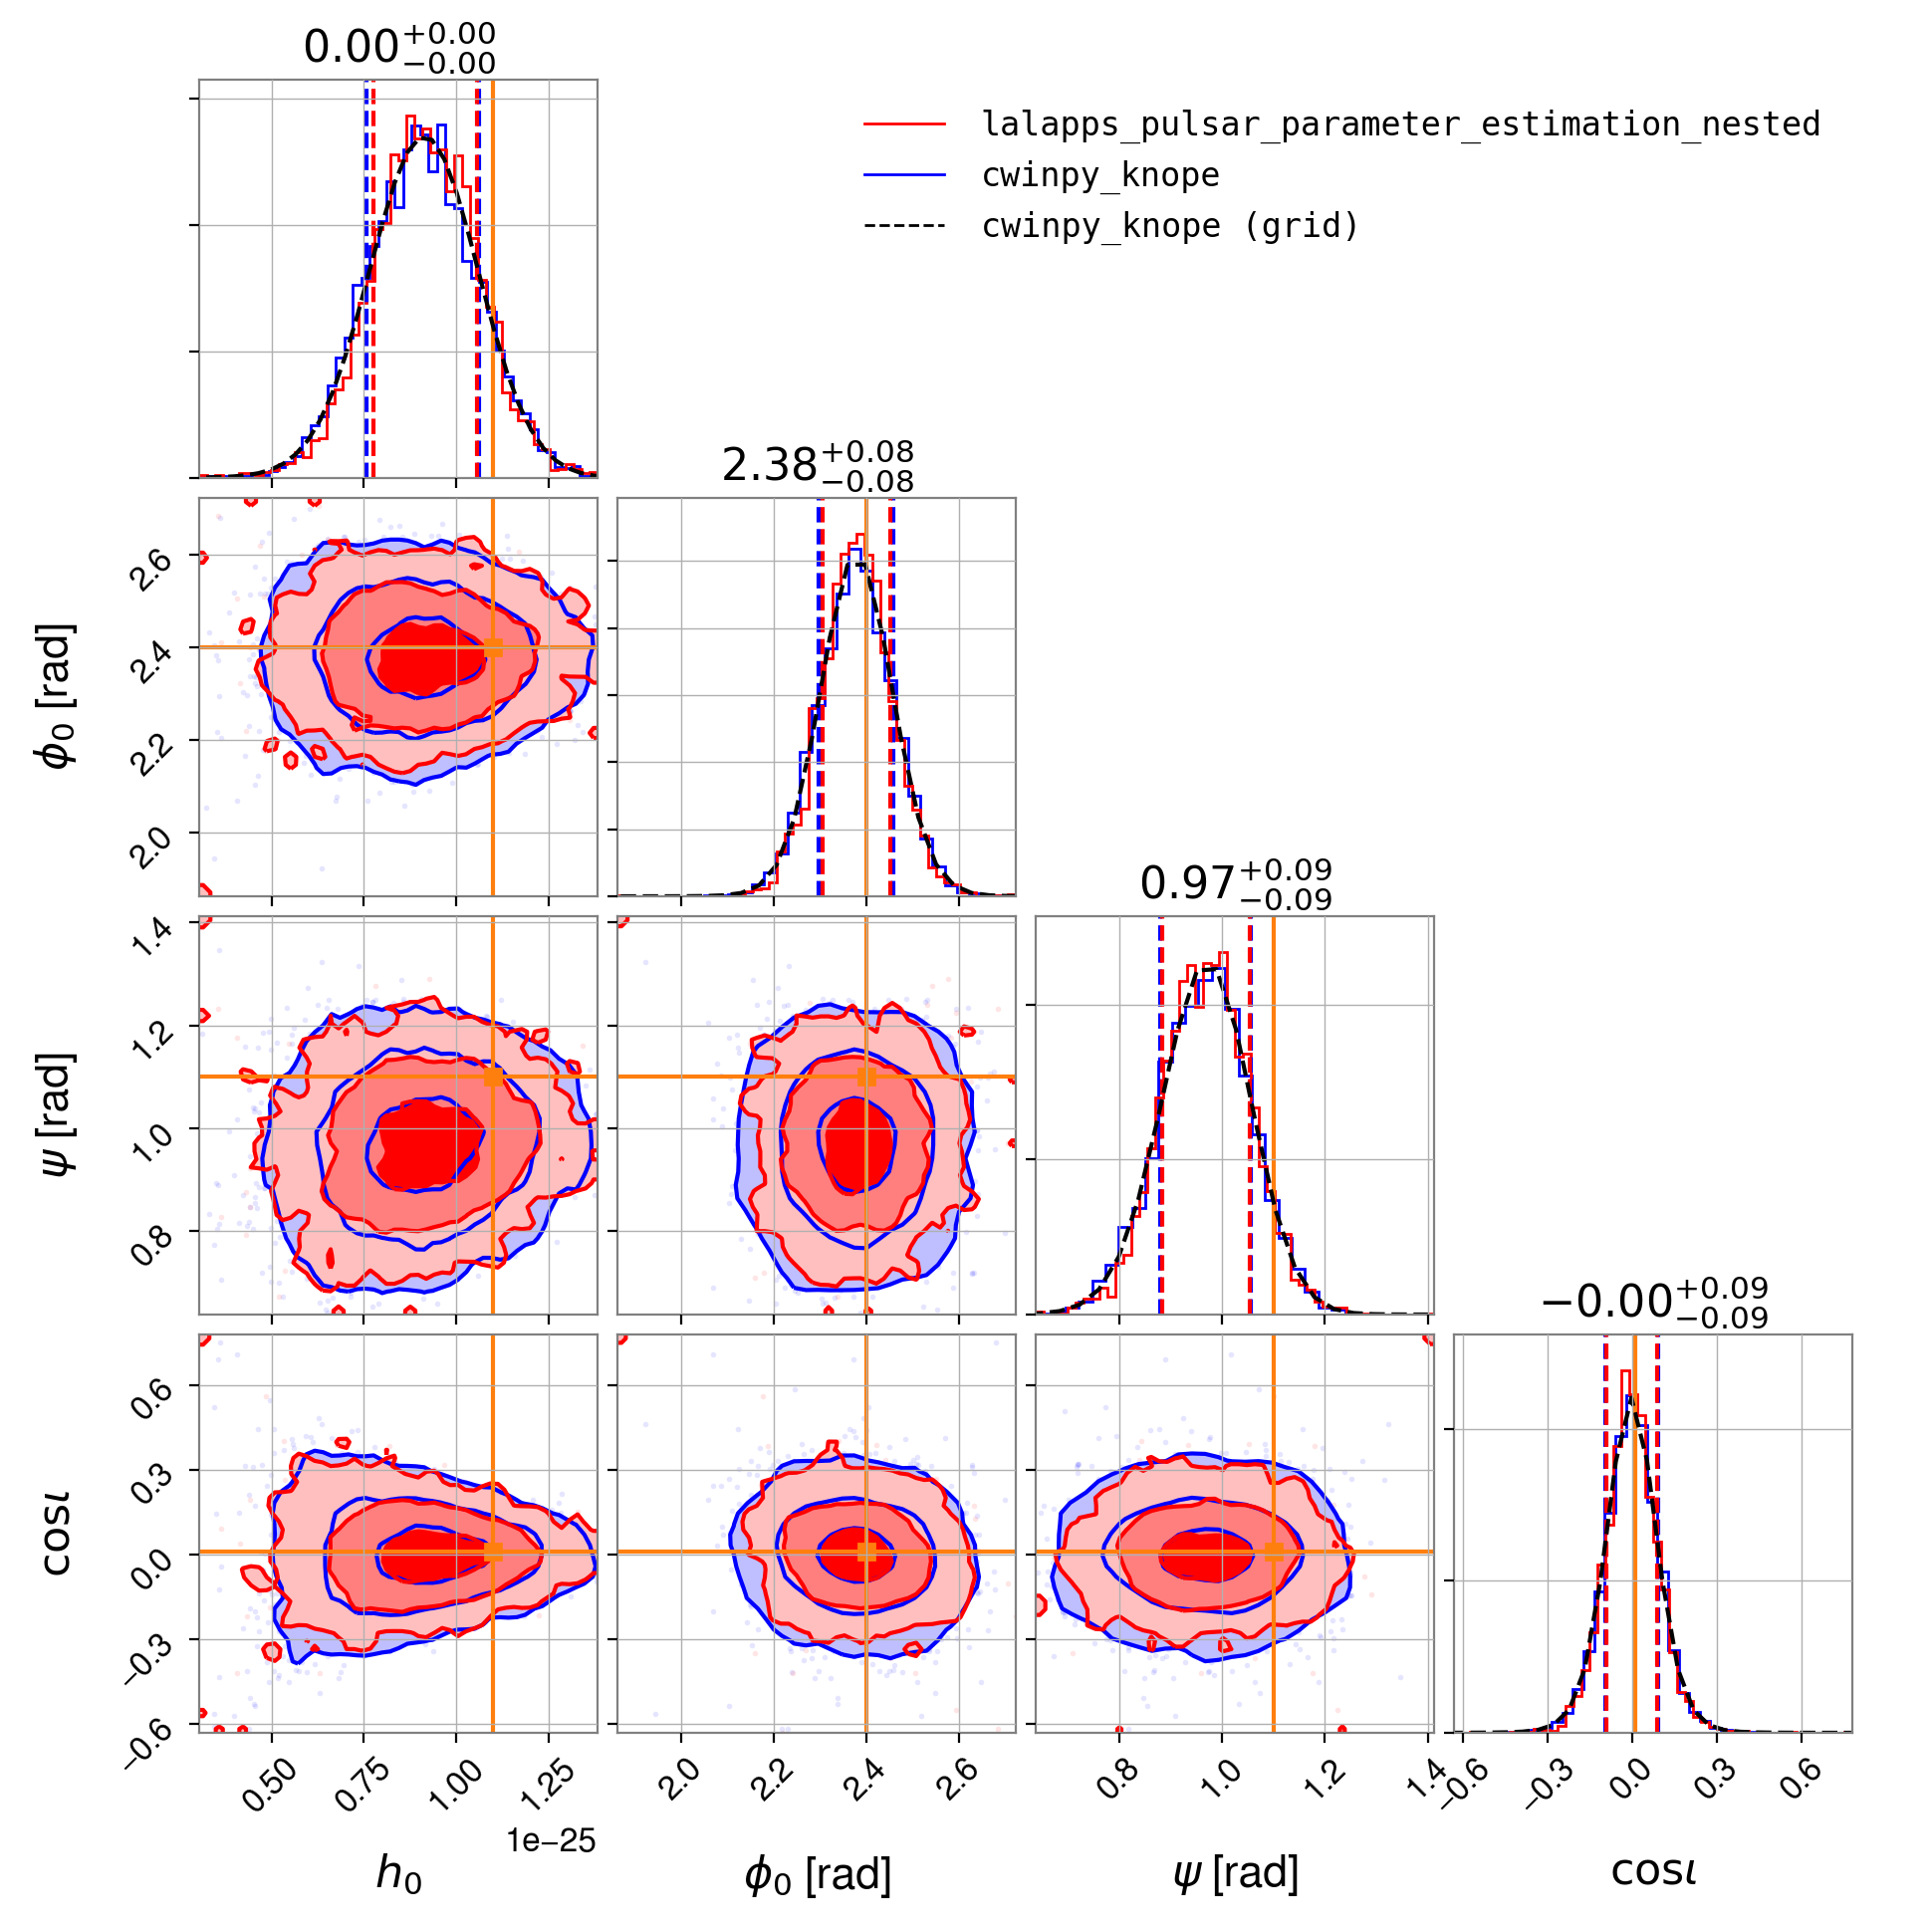 0.00+0.00−0.00
lalapps_pulsar_parameter_estimation_nested
cwinpy_knope
cwinpy_knope (grid)
2.38+0.08−0.08
2.6
2.4
2.2
2.0
ϕ0 [rad]
0.97+0.09−0.09
1.4
1.2
1.0
0.8
ψ [rad]
−0.00+0.09−0.09
0.6
0.3
0.0
−0.3
−0.6
cosι
0.50 0.75 1.00 1.25 2.0 2.2 2.4 2.6 0.8 1.0 1.2 1.4 −0.6 −0.3 0.0 0.3 0.6
1e−25
h0 ϕ0 [rad] ψ [rad] cosι